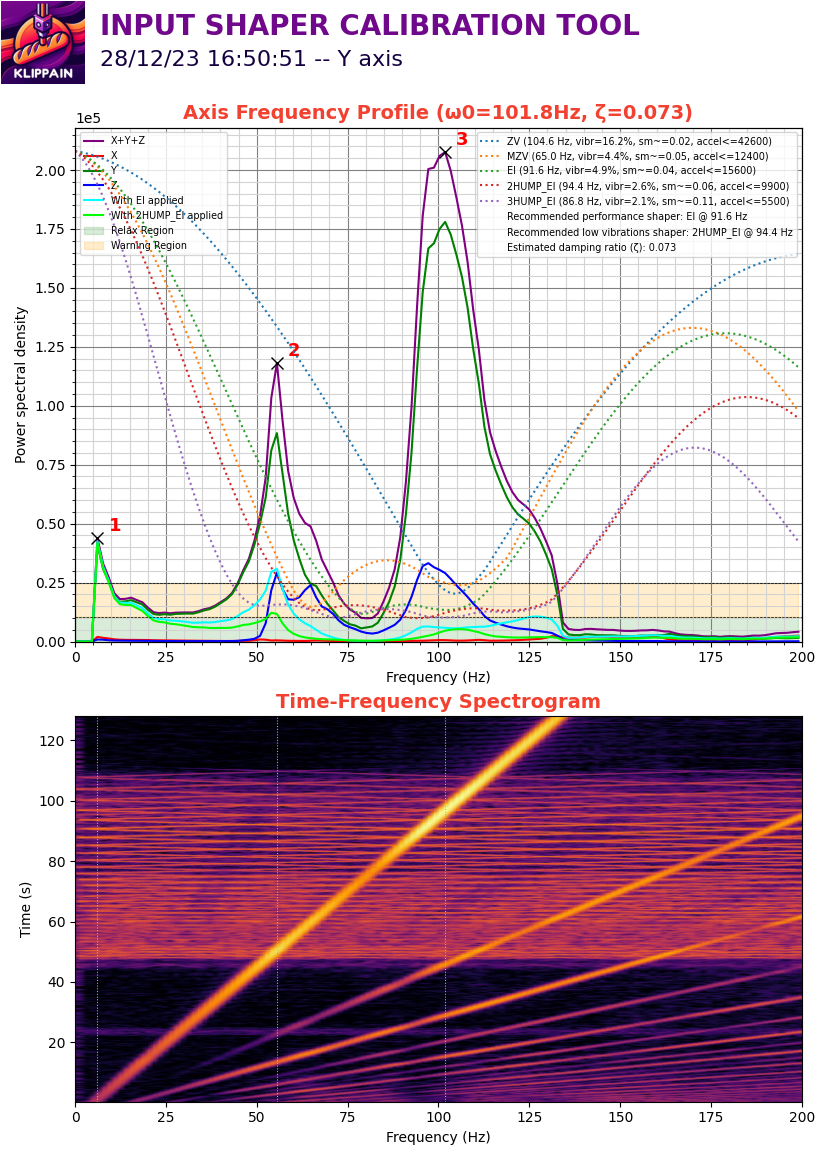 INPUT SHAPER CALIBRATION TOOL
28/12/23 16:50:51 -- Y axis
KLIPPAIN
Axis Frequency Profile (ω0=101.8Hz, ζ=0.073)
1e5
X+Y+Z
X
Y
Z
With EI applied
With 2HUMP_EI applied
Relax Region
Warning Region
ZV (104.6 Hz, vibr=16.2%, sm~=0.02, accel<=42600)
MZV (65.0 Hz, vibr=4.4%, sm~=0.05, accel<=12400)
EI (91.6 Hz, vibr=4.9%, sm~=0.04, accel<=15600)
2HUMP_EI (94.4 Hz, vibr=2.6%, sm~=0.06, accel<=9900)
3HUMP_EI (86.8 Hz, vibr=2.1%, sm~=0.11, accel<=5500)
Recommended performance shaper: EI @ 91.6 Hz
Recommended low vibrations shaper: 2HUMP_EI @ 94.4 Hz
Estimated damping ratio (ζ): 0.073
1
2
3
Power spectral density
2.00
1.75
1.50
1.25
1.00
0.75
0.50
0.25
0.00
0 25 50 75 100 125 150 175 200
Frequency (Hz)
Time-Frequency Spectrogram
Time (s)
120
100
80
60
40
20
0 25 50 75 100 125 150 175 200
Frequency (Hz)